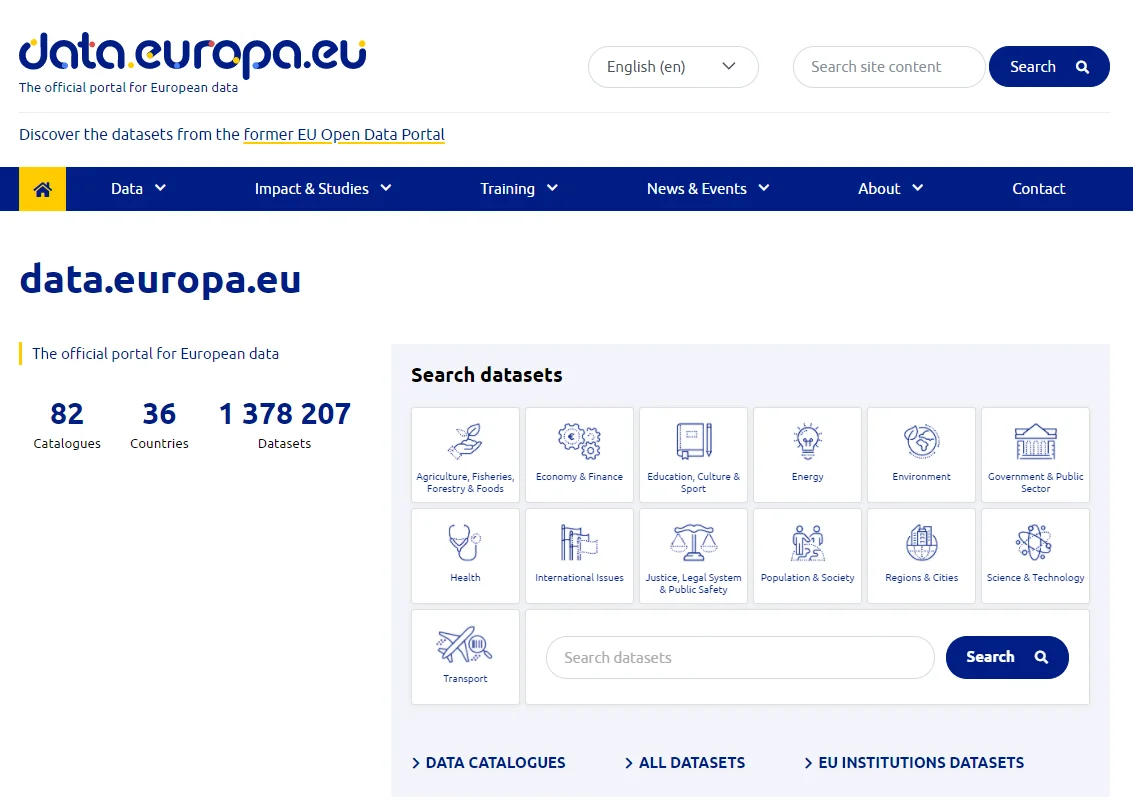 data.europa.eu
The official portal for European data
English (en)
Search site content
Search
Discover the datasets from the former EU Open Data Portal
Data
Impact & Studies
Training
News & Events
About
Contact
data.europa.eu
The official portal for European data
82
Catalogues
36
Countries
1 378 207
Datasets
Search datasets
Agriculture, Fisheries,
Forestry & Foods
Economy & Finance
Education, Culture &
Sport
Energy
Environment
Government & Public
Sector
Health
International Issues
Justice, Legal System
& Public Safety
Population & Society
Regions & Cities
Science & Technology
Transport
Search datasets
Search
DATA CATALOGUES
ALL DATASETS
EU INSTITUTIONS DATASETS